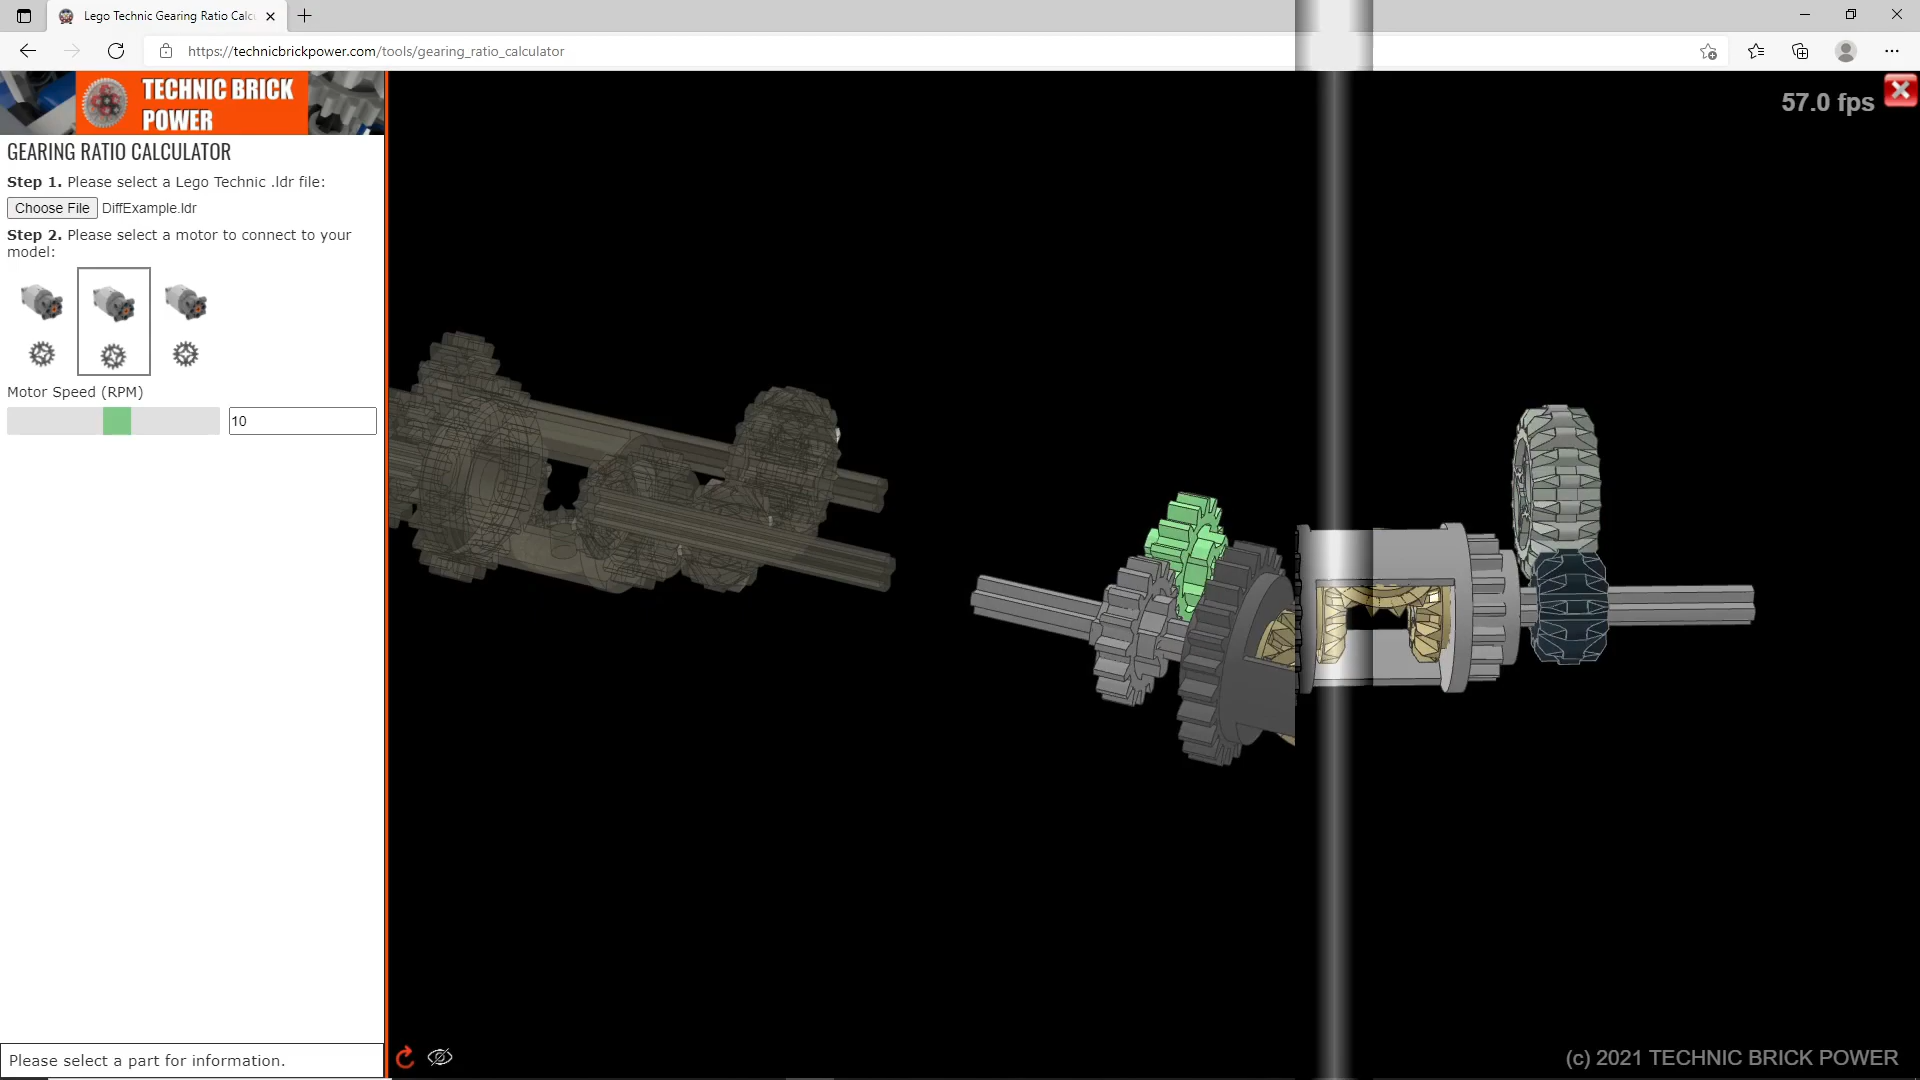 Lego Technic Gearing Ratio Calc
https://technicbrickpower.com/tools/gearing_ratio_calculator
TECHNIC BRICK
POWER
57.0 fps
GEARING RATIO CALCULATOR
Step 1. Please select a Lego Technic .ldr file:
Choose File DiffExample.ldr
Step 2. Please select a motor to connect to your
model:
Motor Speed (RPM)
10
Please select a part for information.
(c) 2021 TECHNIC BRICK POWER